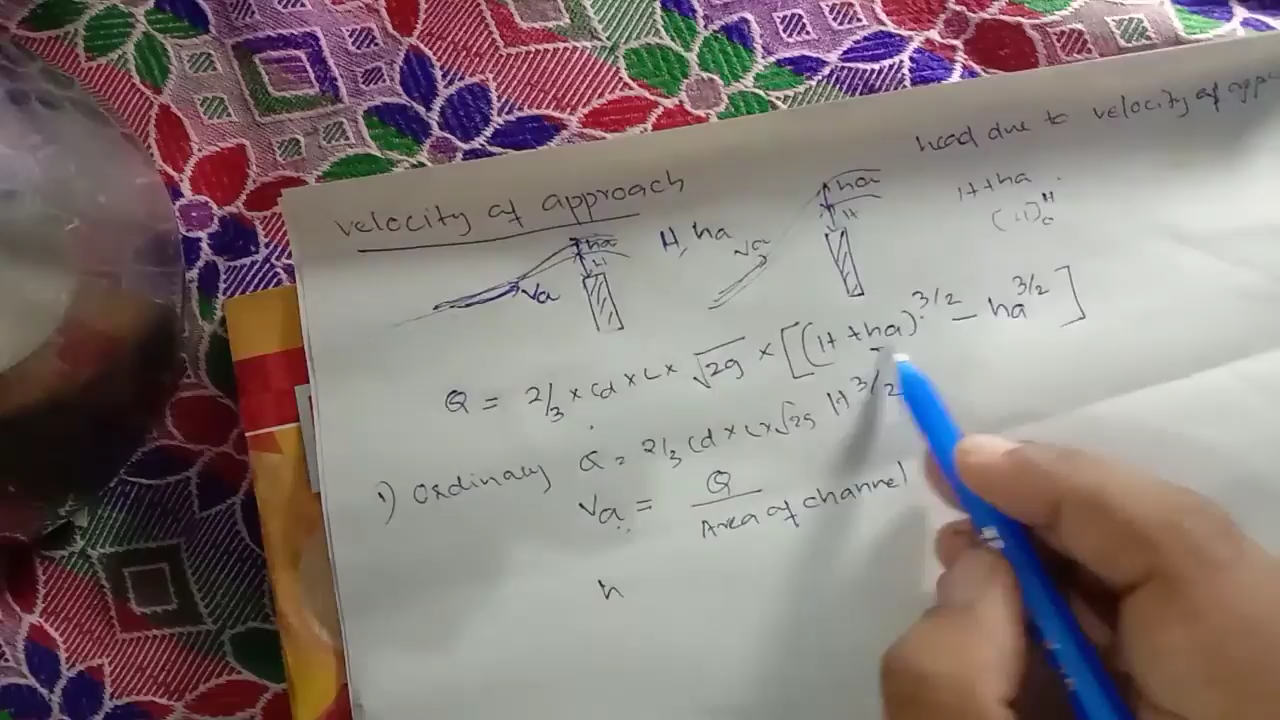 head due to velocity of app
velocity of approach
H+ha
ha
H
Va
H, ha
Va
ha
H
Q = 2/3 × Cd × L × √2g × [(H + ha)^3/2 - ha^3/2]
1) Ordinary Q = 2/3 Cd × L × √2g H^3/2
Va = Q / Area of channel
h